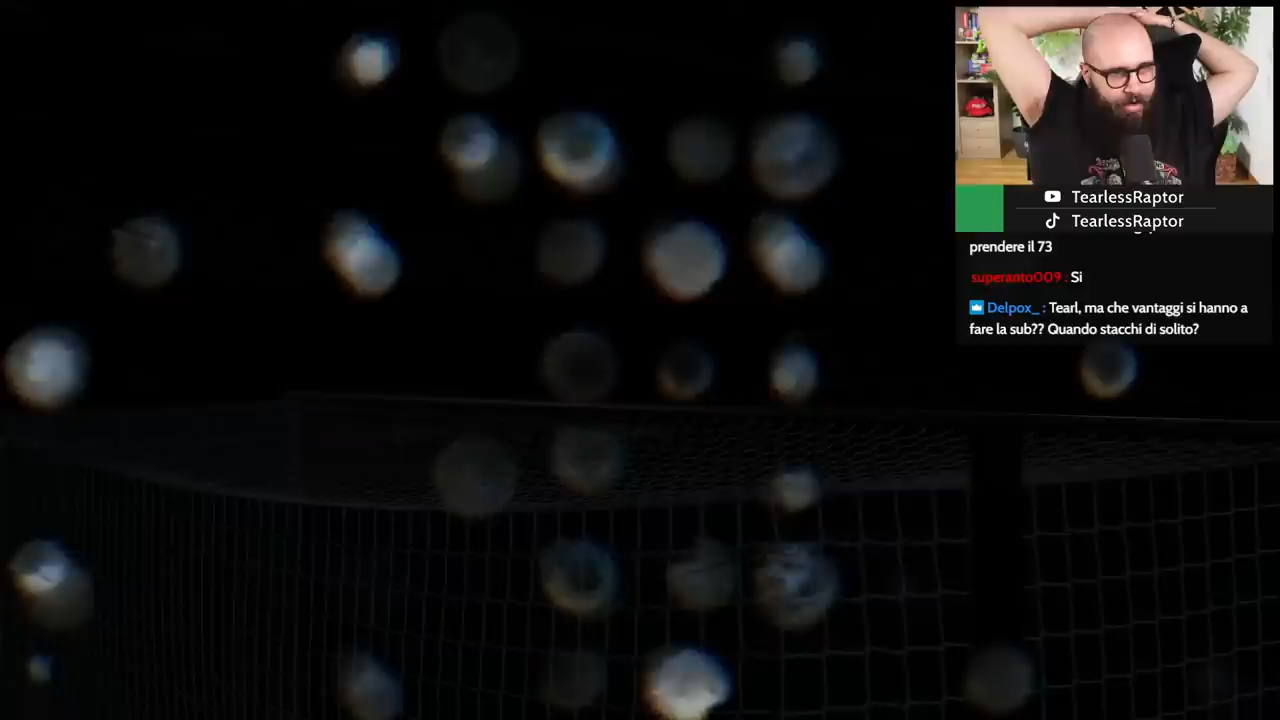 TearlessRaptor
TearlessRaptor
prendere il 73
superanto009 : Si
Delpox_ : Tearl, ma che vantaggi si hanno a
fare la sub?? Quando stacchi di solito?